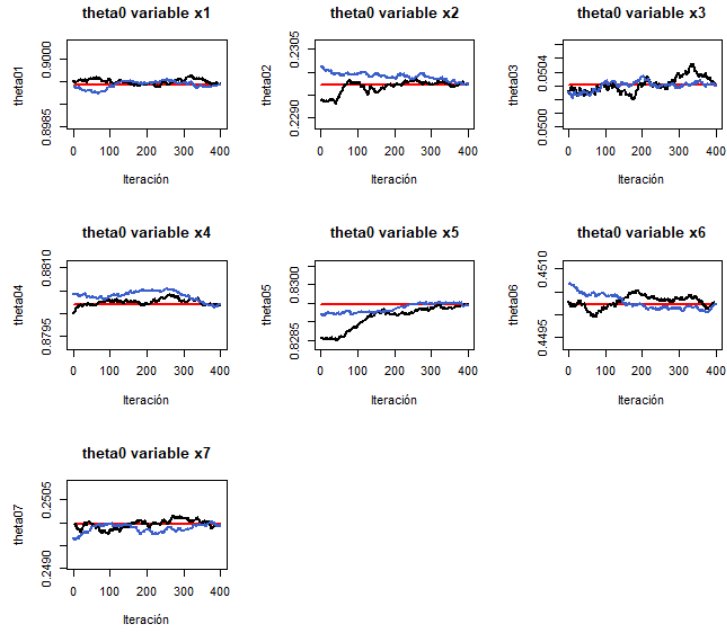 theta0 variable x1
theta01
0.8985
0.9000
0 100 200 300 400
Iteración
theta0 variable x2
theta02
0.2290
0.2305
0 100 200 300 400
Iteración
theta0 variable x3
theta03
0.0500
0.0504
0 100 200 300 400
Iteración
theta0 variable x4
theta04
0.8795
0.8810
0 100 200 300 400
Iteración
theta0 variable x5
theta05
0.8285
0.8300
0 100 200 300 400
Iteración
theta0 variable x6
theta06
0.4495
0.4510
0 100 200 300 400
Iteración
theta0 variable x7
theta07
0.2490
0.2505
0 100 200 300 400
Iteración